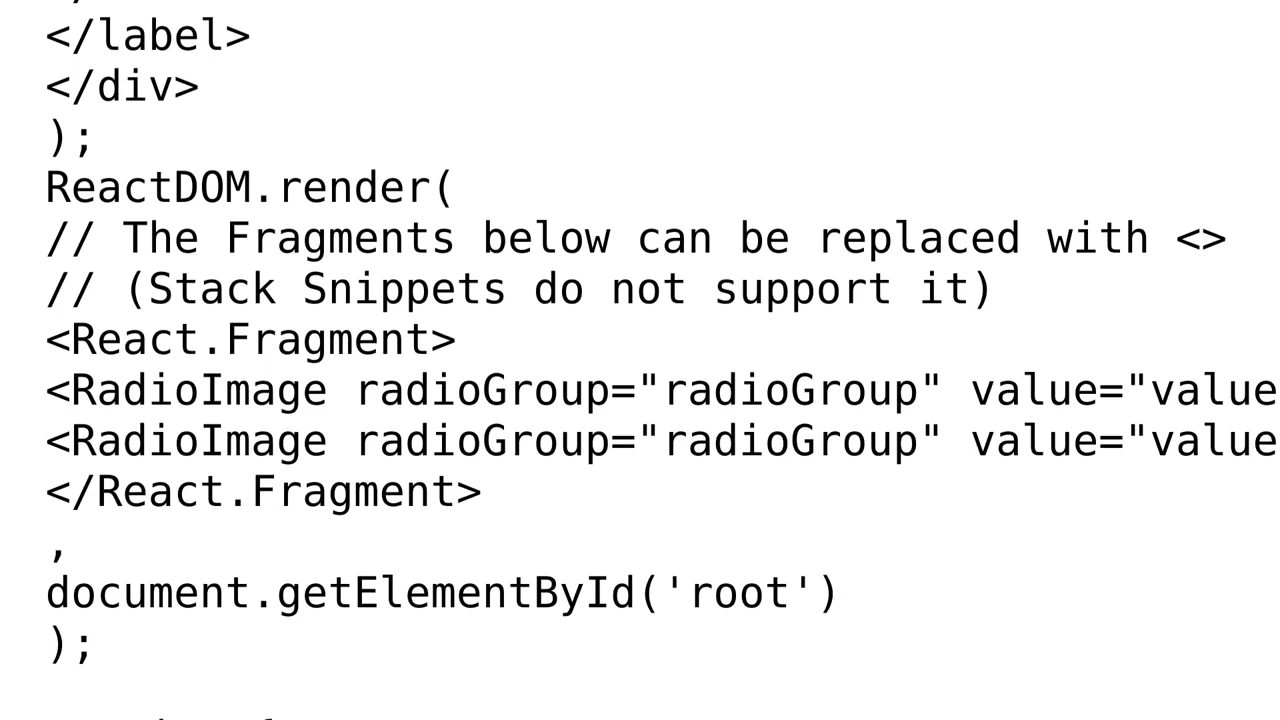 </label>
</div>
);
ReactDOM.render(
// The Fragments below can be replaced with <>
// (Stack Snippets do not support it)
<React.Fragment>
<RadioImage radioGroup="radioGroup" value="value
<RadioImage radioGroup="radioGroup" value="value
</React.Fragment>
,
document.getElementById('root')
);